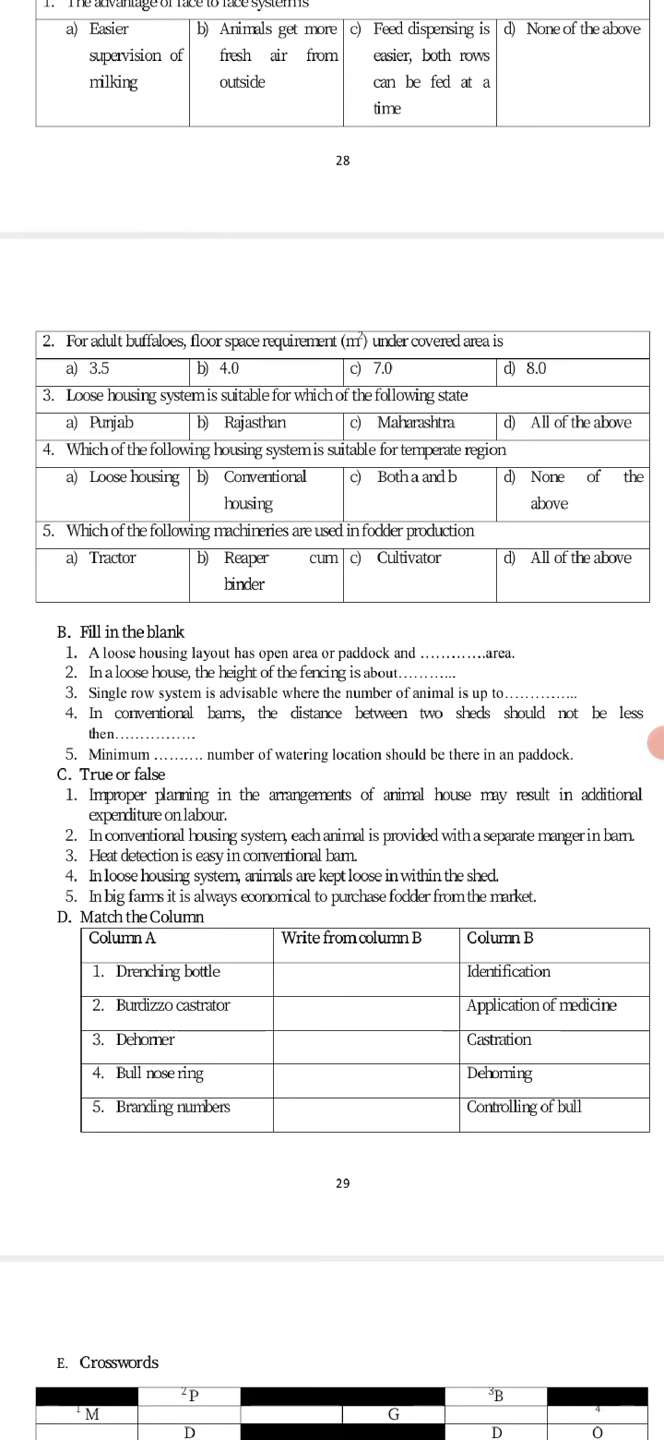 1. The advantage of face to face system is
a) Easier supervision of milking
b) Animals get more fresh air from outside
c) Feed dispensing is easier, both rows can be fed at a time
d) None of the above
28
2. For adult buffaloes, floor space requirement (m²) under covered area is
a) 3.5 b) 4.0 c) 7.0 d) 8.0
3. Loose housing system is suitable for which of the following state
a) Punjab b) Rajasthan c) Maharashtra d) All of the above
4. Which of the following housing system is suitable for temperate region
a) Loose housing b) Conventional housing c) Both a and b d) None of the above
5. Which of the following machineries are used in fodder production
a) Tractor b) Reaper cum binder c) Cultivator d) All of the above
B. Fill in the blank
1. A loose housing layout has open area or paddock and .............area.
2. In a loose house, the height of the fencing is about...........
3. Single row system is advisable where the number of animal is up to..............
4. In conventional barns, the distance between two sheds should not be less
then................
5. Minimum .......... number of watering location should be there in an paddock.
C. True or false
1. Improper planning in the arrangements of animal house may result in additional
expenditure on labour.
2. In conventional housing system, each animal is provided with a separate manger in barn.
3. Heat detection is easy in conventional barn.
4. In loose housing system, animals are kept loose in within the shed.
5. In big farms it is always economical to purchase fodder from the market.
D. Match the Column
Column A Write from column B Column B
1. Drenching bottle Identification
2. Burdizzo castrator Application of medicine
3. Dehorner Castration
4. Bull nose ring Dehorning
5. Branding numbers Controlling of bull
29
E. Crosswords
2 P 3 B
1 M G 4
D D O